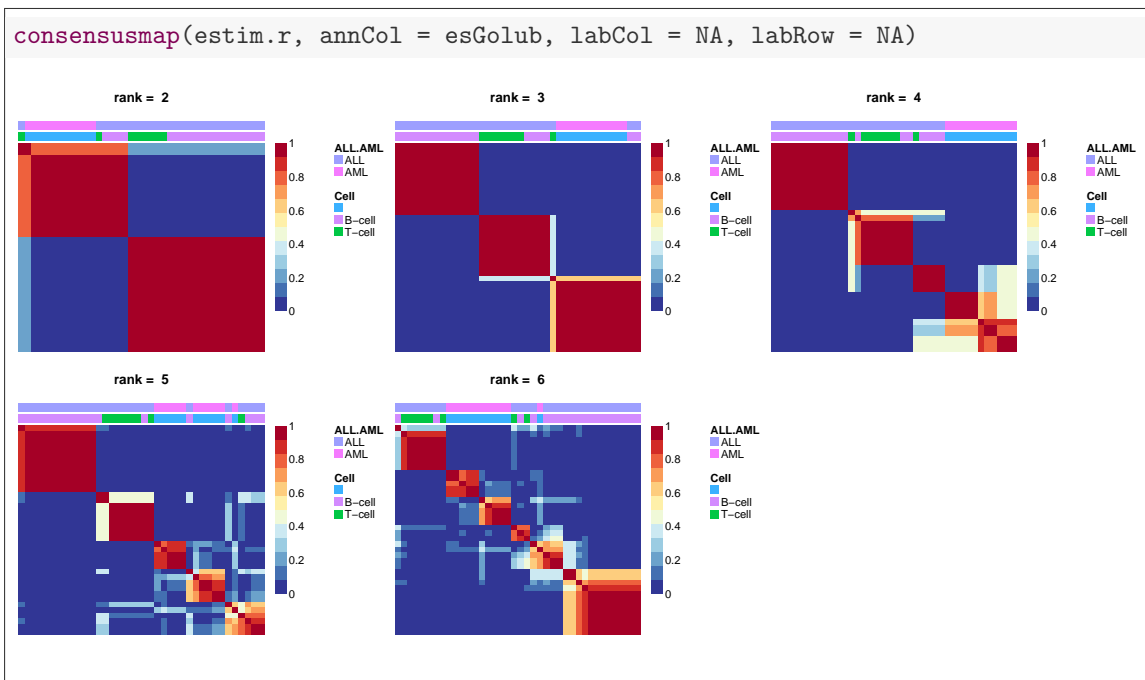 consensusmap(estim.r, annCol = esGolub, labCol = NA, labRow = NA)
rank = 2
1
0.8
0.6
0.4
0.2
0
ALL.AML
ALL
AML
Cell
B−cell
T−cell
rank = 3
1
0.8
0.6
0.4
0.2
0
ALL.AML
ALL
AML
Cell
B−cell
T−cell
rank = 4
1
0.8
0.6
0.4
0.2
0
ALL.AML
ALL
AML
Cell
B−cell
T−cell
rank = 5
1
0.8
0.6
0.4
0.2
0
ALL.AML
ALL
AML
Cell
B−cell
T−cell
rank = 6
1
0.8
0.6
0.4
0.2
0
ALL.AML
ALL
AML
Cell
B−cell
T−cell